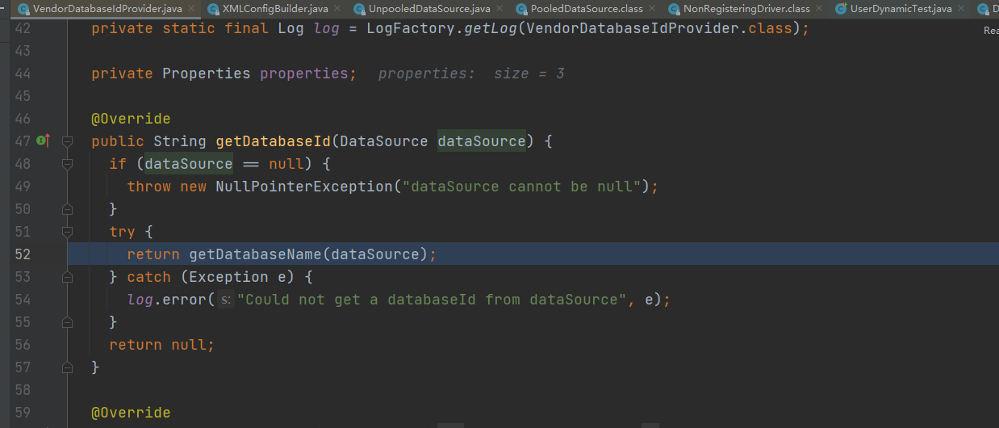 VendorDatabaseIdProvider.java XMLConfigBuilder.java UnpooledDataSource.java PooledDataSource.class NonRegisteringDriver.class UserDynamicTest.java D
42 private static final Log log = LogFactory.getLog(VendorDatabaseIdProvider.class);
Rea
43
44 private Properties properties; properties: size = 3
45
46 @Override
47 public String getDatabaseId(DataSource dataSource) {
48 if (dataSource == null) {
49 throw new NullPointerException("dataSource cannot be null");
50 }
51 try {
52 return getDatabaseName(dataSource);
53 } catch (Exception e) {
54 log.error( s: "Could not get a databaseId from dataSource", e);
55 }
56 return null;
57 }
58
59 @Override